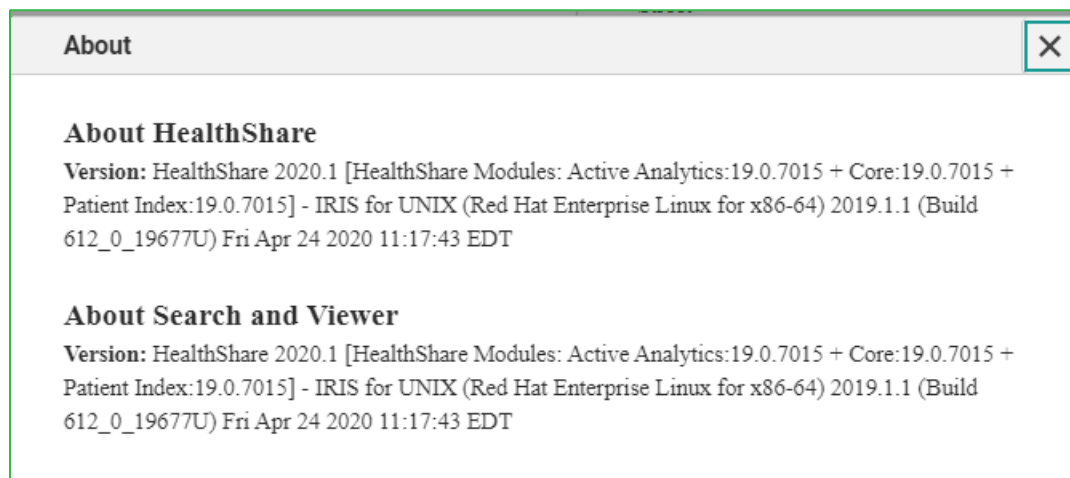 About
About HealthShare
Version: HealthShare 2020.1 [HealthShare Modules: Active Analytics:19.0.7015 + Core:19.0.7015 +
Patient Index:19.0.7015] - IRIS for UNIX (Red Hat Enterprise Linux for x86-64) 2019.1.1 (Build
612_0_19677U) Fri Apr 24 2020 11:17:43 EDT
About Search and Viewer
Version: HealthShare 2020.1 [HealthShare Modules: Active Analytics:19.0.7015 + Core:19.0.7015 +
Patient Index:19.0.7015] - IRIS for UNIX (Red Hat Enterprise Linux for x86-64) 2019.1.1 (Build
612_0_19677U) Fri Apr 24 2020 11:17:43 EDT